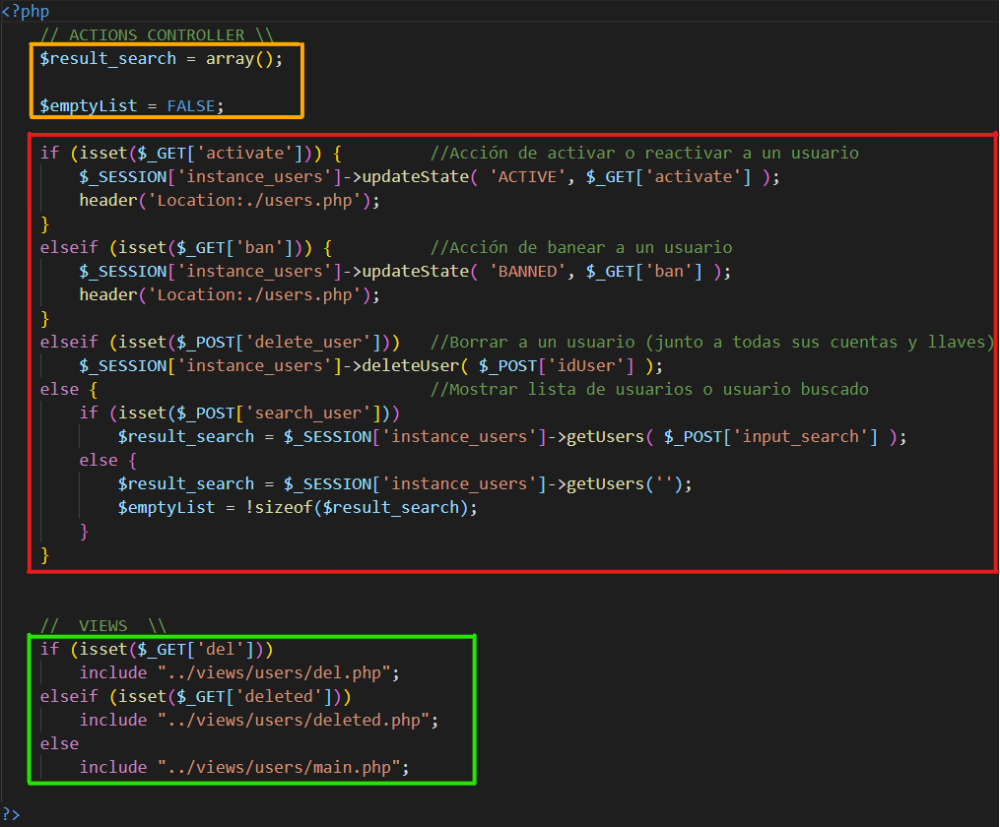 <?php
// ACTIONS CONTROLLER \\
$result_search = array();
$emptyList = FALSE;
if (isset($_GET['activate'])) { //Acción de activar o reactivar a un usuario
$_SESSION['instance_users']->updateState( 'ACTIVE', $_GET['activate'] );
header('Location:./users.php');
}
elseif (isset($_GET['ban'])) { //Acción de banear a un usuario
$_SESSION['instance_users']->updateState( 'BANNED', $_GET['ban'] );
header('Location:./users.php');
}
elseif (isset($_POST['delete_user'])) //Borrar a un usuario (junto a todas sus cuentas y llaves)
$_SESSION['instance_users']->deleteUser( $_POST['idUser'] );
else { //Mostrar lista de usuarios o usuario buscado
if (isset($_POST['search_user']))
$result_search = $_SESSION['instance_users']->getUsers( $_POST['input_search'] );
else {
$result_search = $_SESSION['instance_users']->getUsers('');
$emptyList = !sizeof($result_search);
}
}
// VIEWS \\
if (isset($_GET['del']))
include "../views/users/del.php";
elseif (isset($_GET['deleted']))
include "../views/users/deleted.php";
else
include "../views/users/main.php";
?>